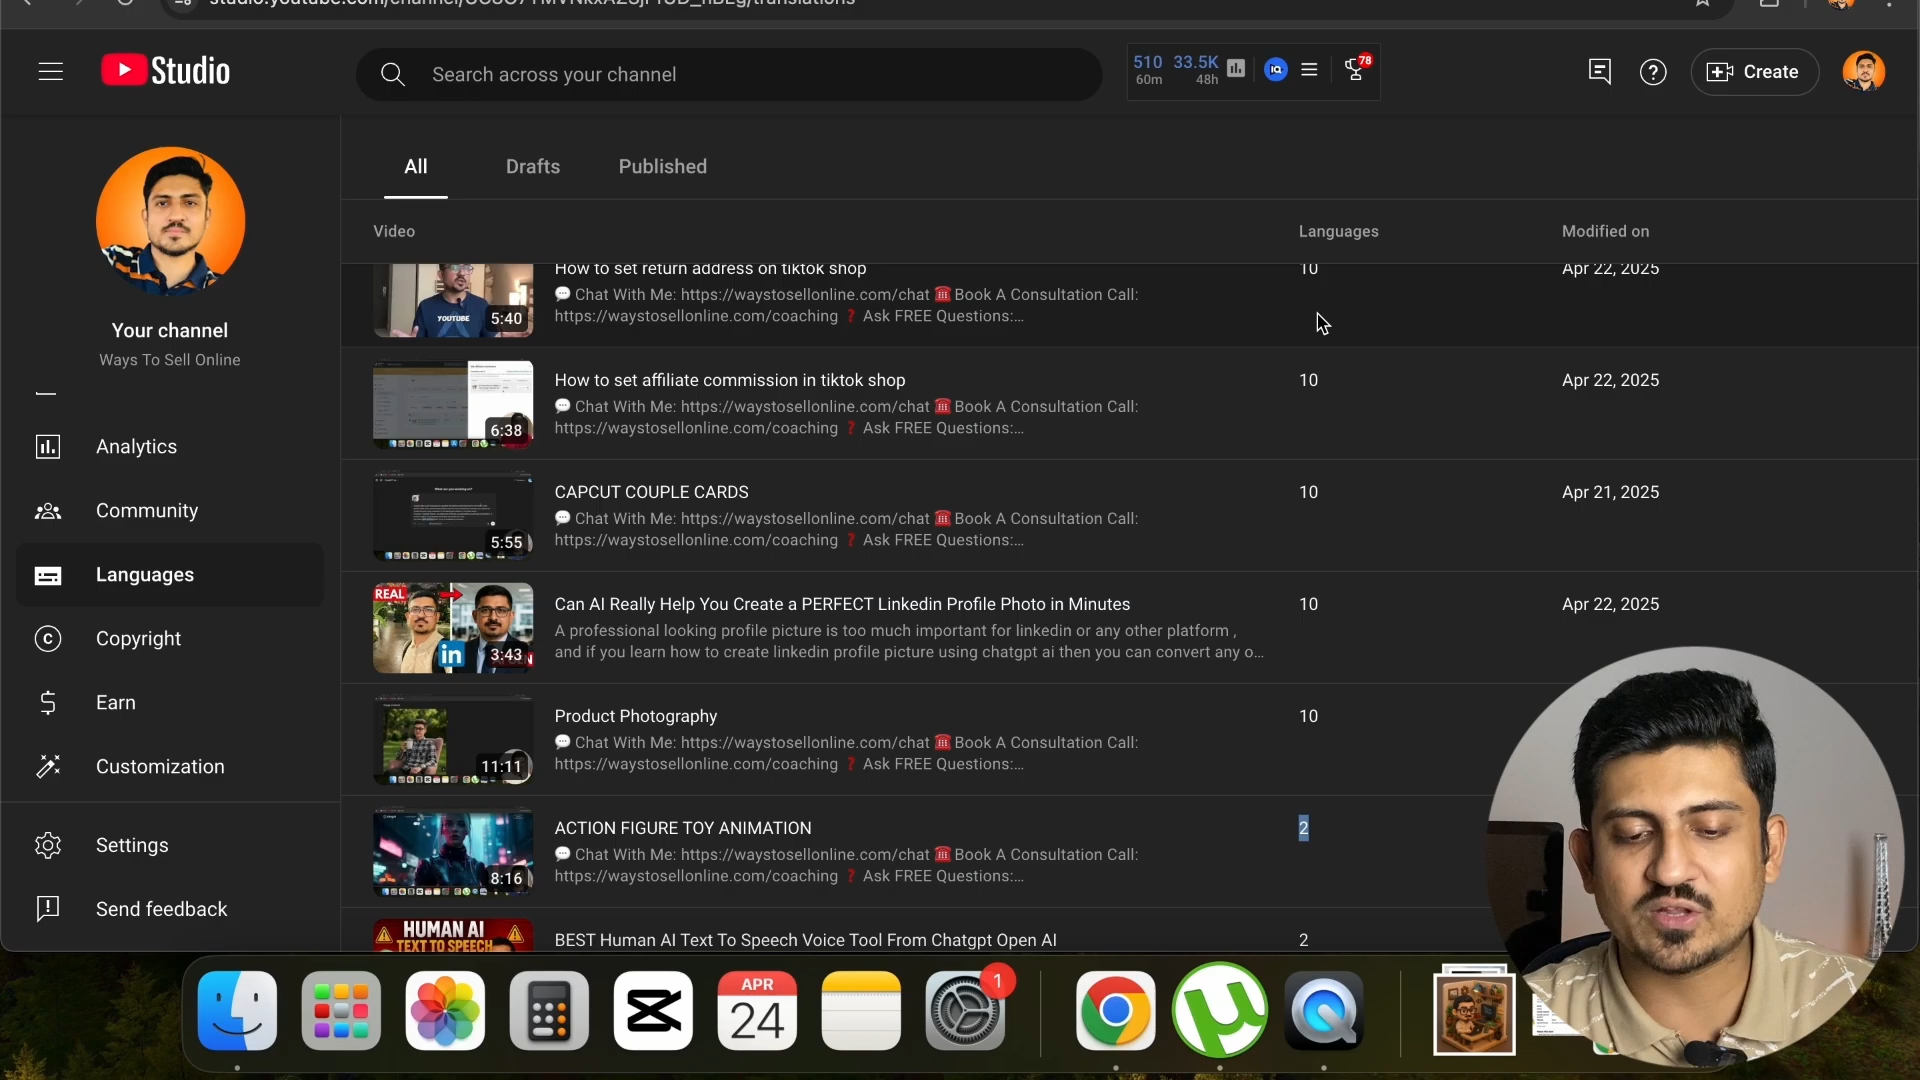 Studio
Search across your channel
510 33.5K
60m 48h
IQ
78
Create
All Drafts Published
Video Languages Modified on
Your channel
Ways To Sell Online
Analytics
Community
Languages
Copyright
Earn
Customization
Settings
Send feedback
How to set return address on tiktok shop 10 Apr 22, 2025
💬 Chat With Me: https://waystosellonline.com/chat ☎️Book A Consultation Call:
https://waystosellonline.com/coaching ❓ Ask FREE Questions:...
YOUTUBE
5:40
How to set affiliate commission in tiktok shop 10 Apr 22, 2025
💬 Chat With Me: https://waystosellonline.com/chat ☎️Book A Consultation Call:
https://waystosellonline.com/coaching ❓ Ask FREE Questions:...
6:38
CAPCUT COUPLE CARDS 10 Apr 21, 2025
💬 Chat With Me: https://waystosellonline.com/chat ☎️Book A Consultation Call:
https://waystosellonline.com/coaching ❓ Ask FREE Questions:...
5:55
REAL
in
3:43
Can AI Really Help You Create a PERFECT Linkedin Profile Photo in Minutes 10 Apr 22, 2025
A professional looking profile picture is too much important for linkedin or any other platform ,
and if you learn how to create linkedin profile picture using chatgpt ai then you can convert any o...
Product Photography 10
💬 Chat With Me: https://waystosellonline.com/chat ☎️Book A Consultation Call:
https://waystosellonline.com/coaching ❓ Ask FREE Questions:...
11:11
ACTION FIGURE TOY ANIMATION 2
💬 Chat With Me: https://waystosellonline.com/chat ☎️Book A Consultation Call:
https://waystosellonline.com/coaching ❓ Ask FREE Questions:...
8:16
HUMAN AI
TEXT TO SPEECH
BEST Human AI Text To Speech Voice Tool From Chatgpt Open AI 2
APR
24
1